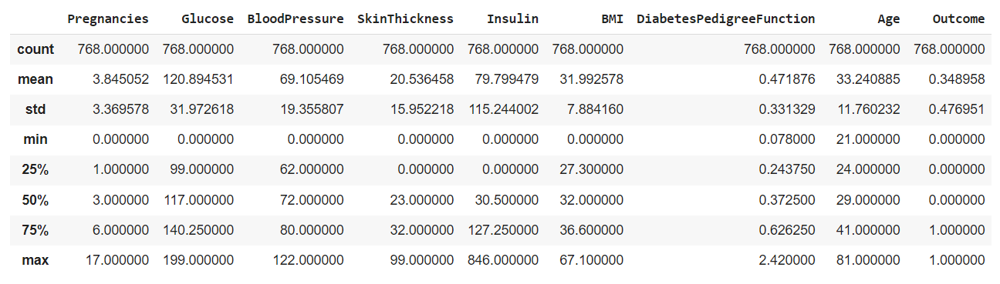 Pregnancies Glucose BloodPressure SkinThickness Insulin BMI DiabetesPedigreeFunction Age Outcome
count 768.000000 768.000000 768.000000 768.000000 768.000000 768.000000 768.000000 768.000000 768.000000
mean 3.845052 120.894531 69.105469 20.536458 79.799479 31.992578 0.471876 33.240885 0.348958
std 3.369578 31.972618 19.355807 15.952218 115.244002 7.884160 0.331329 11.760232 0.476951
min 0.000000 0.000000 0.000000 0.000000 0.000000 0.000000 0.078000 21.000000 0.000000
25% 1.000000 99.000000 62.000000 0.000000 0.000000 27.300000 0.243750 24.000000 0.000000
50% 3.000000 117.000000 72.000000 23.000000 30.500000 32.000000 0.372500 29.000000 0.000000
75% 6.000000 140.250000 80.000000 32.000000 127.250000 36.600000 0.626250 41.000000 1.000000
max 17.000000 199.000000 122.000000 99.000000 846.000000 67.100000 2.420000 81.000000 1.000000